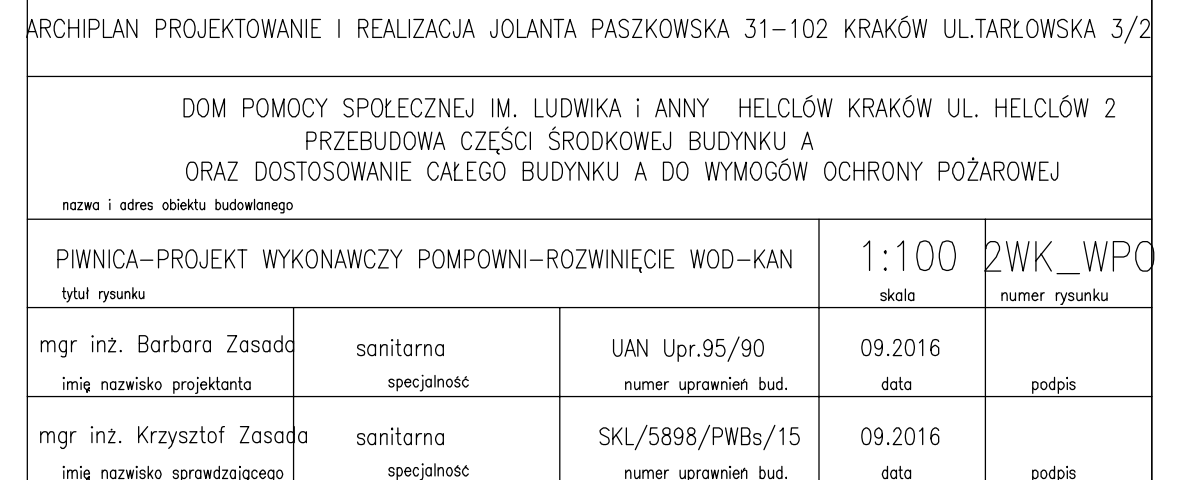 ARCHIPLAN PROJEKTOWANIE I REALIZACJA JOLANTA PASZKOWSKA 31-102 KRAKÓW UL.TARŁOWSKA 3/2
DOM POMOCY SPOŁECZNEJ IM. LUDWIKA i ANNY HELCLÓW KRAKÓW UL. HELCLÓW 2
PRZEBUDOWA CZĘŚCI ŚRODKOWEJ BUDYNKU A
ORAZ DOSTOSOWANIE CAŁEGO BUDYNKU A DO WYMOGÓW OCHRONY POŻAROWEJ
nazwa i adres obiektu budowlanego
PIWNICA-PROJEKT WYKONAWCZY POMPOWNI-ROZWINIĘCIE WOD-KAN 1:100 2WK_WPO
tytuł rysunku skala numer rysunku
mgr inż. Barbara Zasada sanitarna UAN Upr.95/90 09.2016
imię nazwisko projektanta specjalność numer uprawnień bud. data podpis
mgr inż. Krzysztof Zasada sanitarna SKL/5898/PWBs/15 09.2016
imię nazwisko sprawdzającego specjalność numer uprawnień bud. data podpis